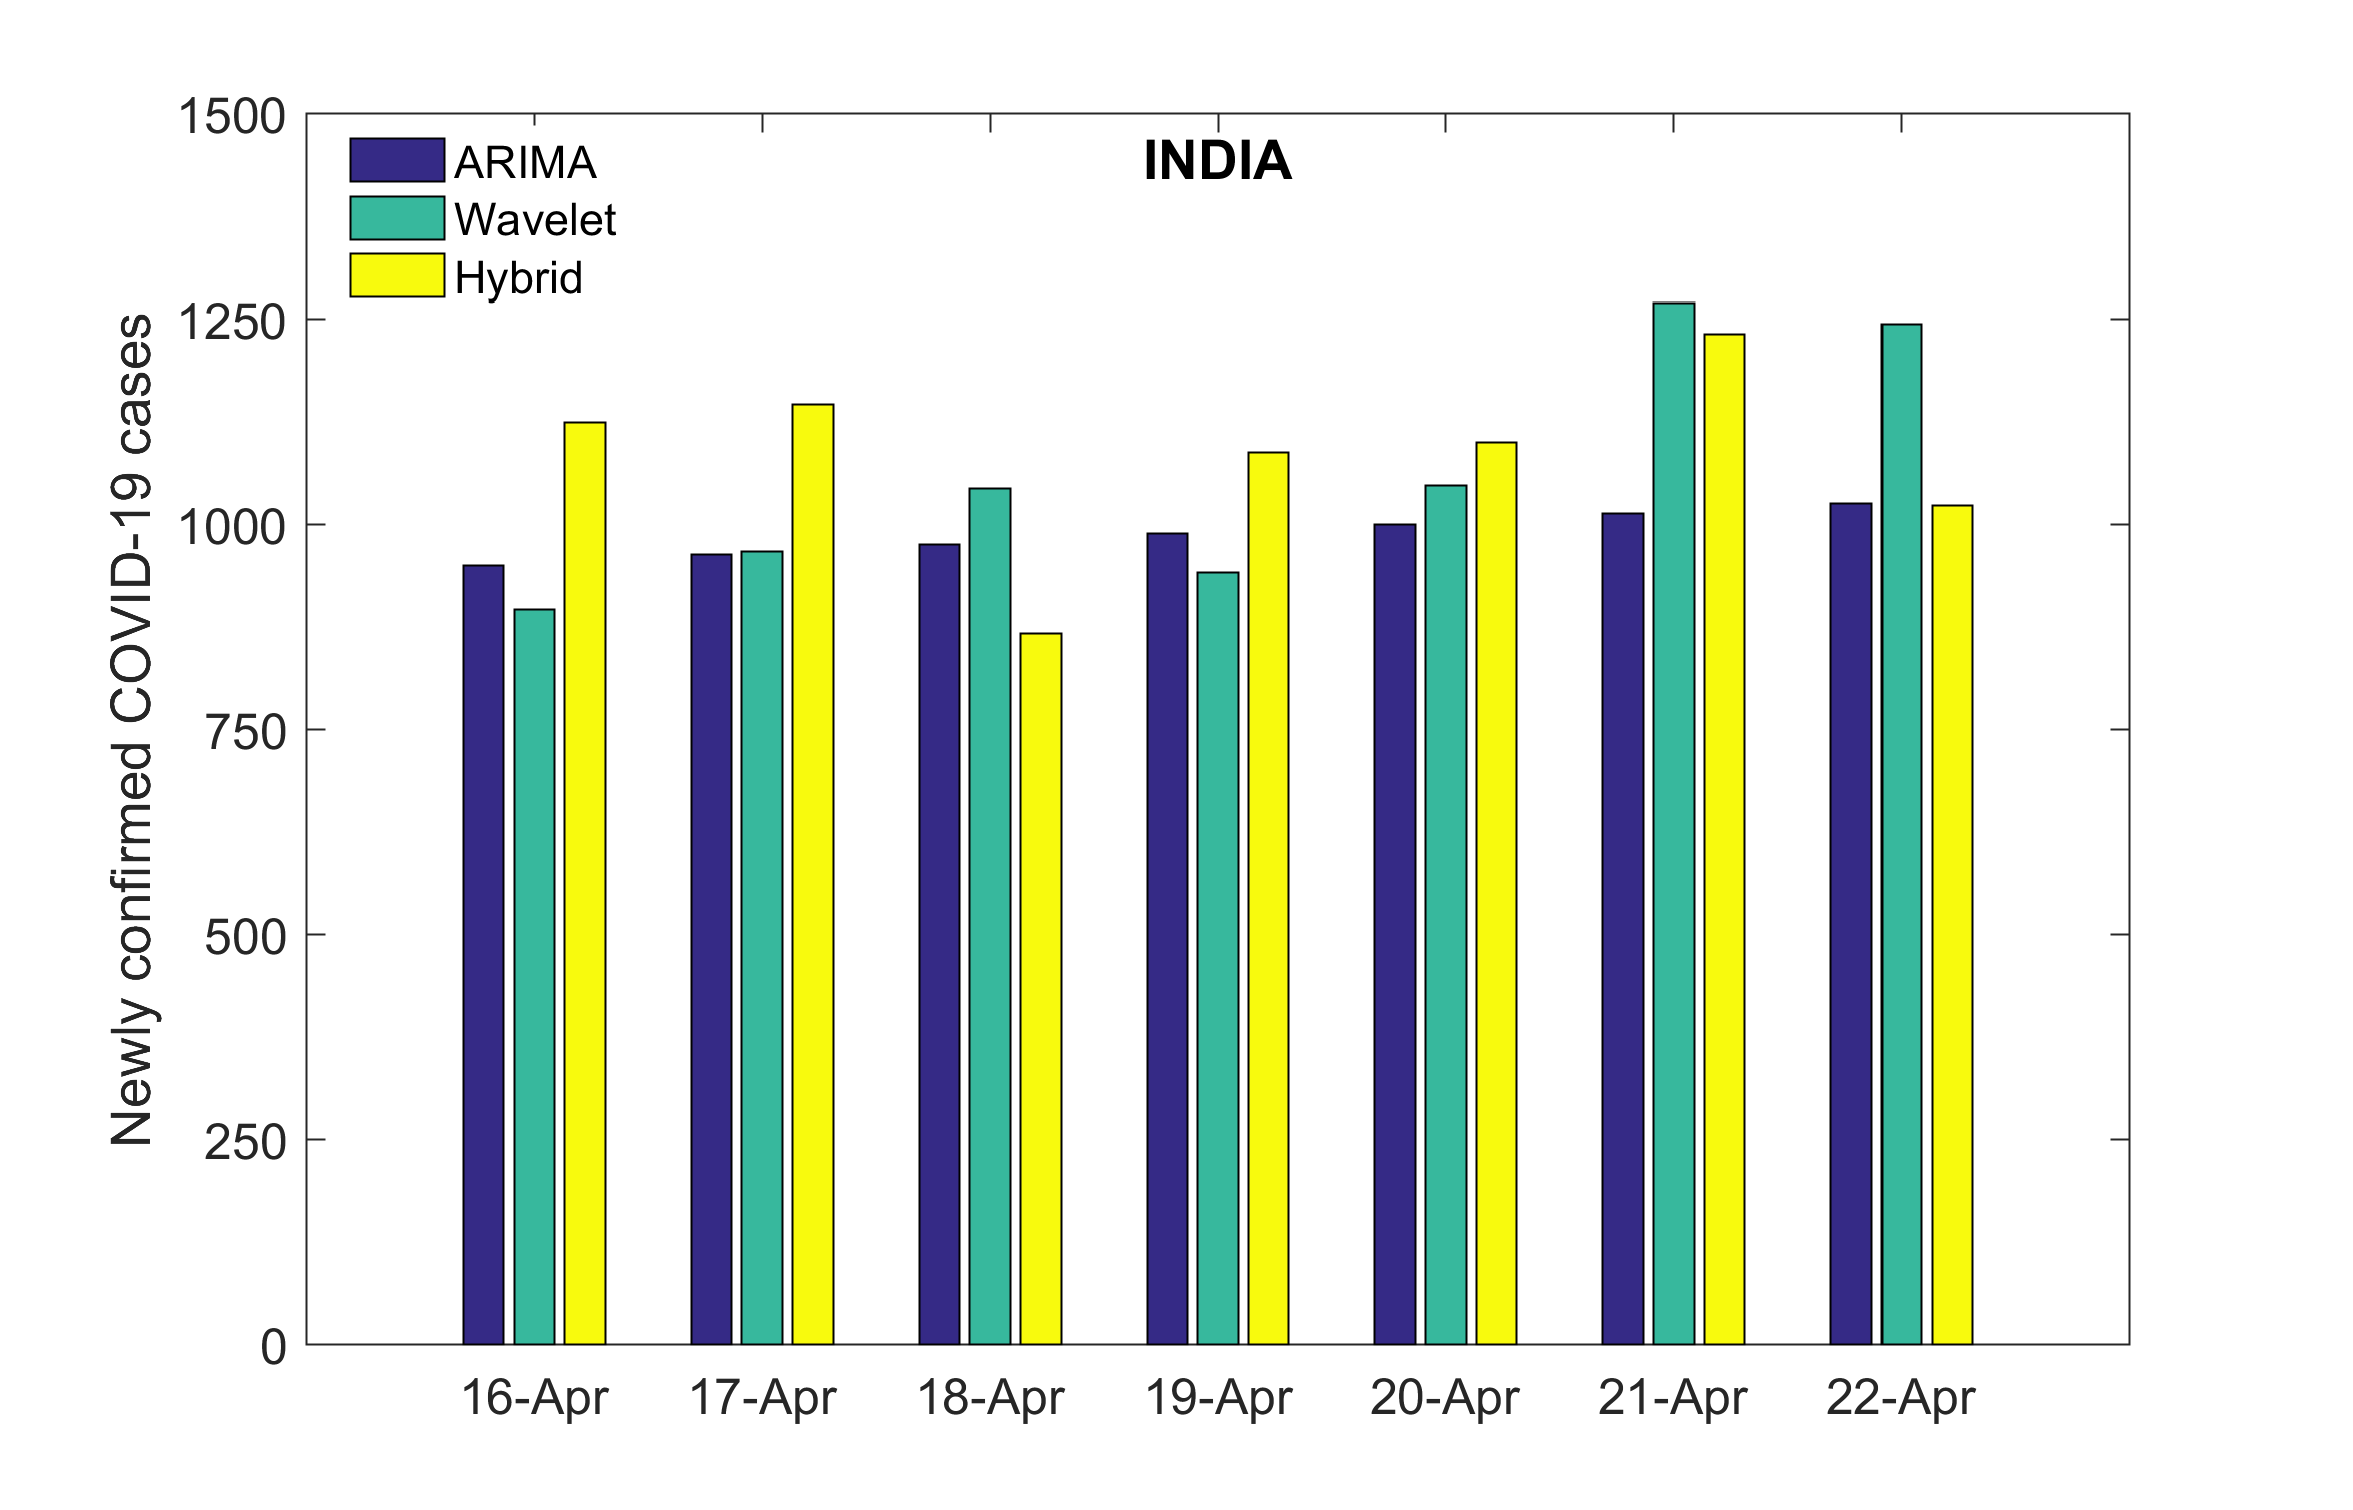 INDIA
ARIMA
Wavelet
Hybrid
Newly confirmed COVID-19 cases
1500
1250
1000
750
500
250
0
16-Apr 17-Apr 18-Apr 19-Apr 20-Apr 21-Apr 22-Apr